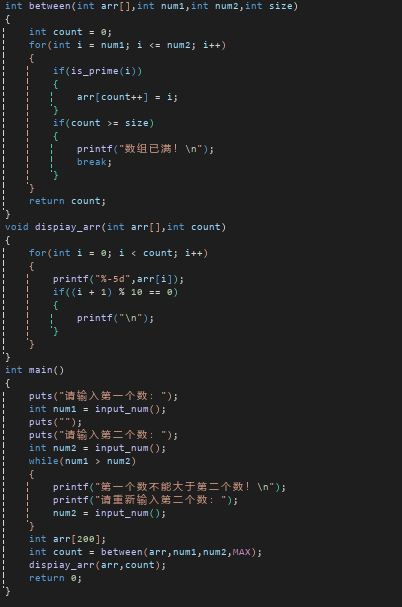 int between(int arr[],int num1,int num2,int size)
{
    int count = 0;
    for(int i = num1; i <= num2; i++)
    {
        if(is_prime(i))
        {
            arr[count++] = i;
        }
        if(count >= size)
        {
            printf("数组已满！\n");
            break;
        }
    }
    return count;
}
void dispiay_arr(int arr[],int count)
{
    for(int i = 0; i < count; i++)
    {
        printf("%-5d",arr[i]);
        if((i + 1) % 10 == 0)
        {
            printf("\n");
        }
    }
}
int main()
{
    puts("请输入第一个数：");
    int num1 = input_num();
    puts("");
    puts("请输入第二个数：");
    int num2 = input_num();
    while(num1 > num2)
    {
        printf("第一个数不能大于第二个数！\n");
        printf("请重新输入第二个数：");
        num2 = input_num();
    }
    int arr[200];
    int count = between(arr,num1,num2,MAX);
    dispiay_arr(arr,count);
    return 0;
}